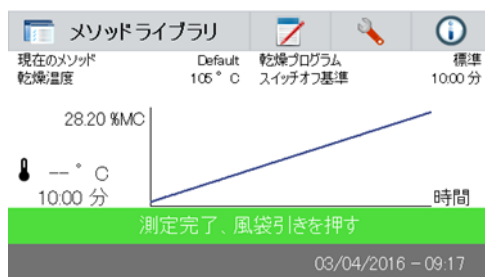 メソッドライブラリ
現在のメソッド Default 乾燥プログラム 標準
乾燥温度 105°C スイッチオフ基準 10:00 分
28.20 %MC
--°C
10:00 分 時間
測定完了、風袋引きを押す
03/04/2016 - 09:17